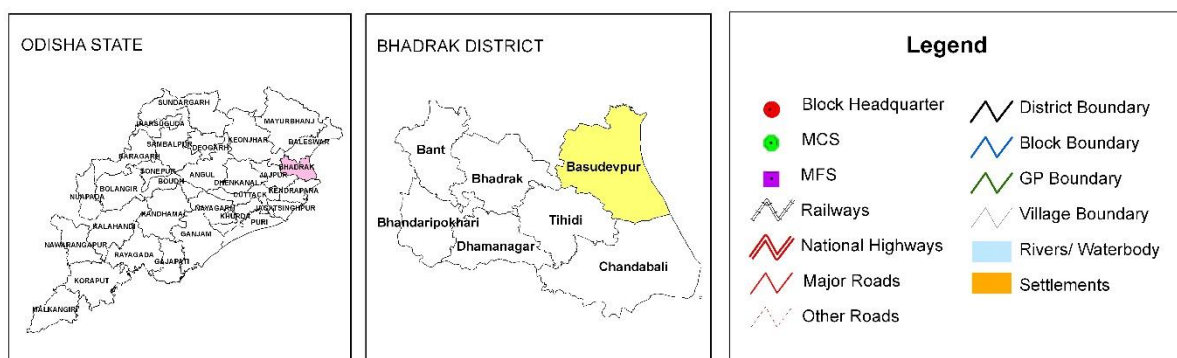 ODISHA STATE
SUNDARGARH
MAYURBHANJ
JHARSUGUDA
KEONJHAR
BALESWAR
SAMBALPUR
DEOGARH
BARAGARH
BHADRAK
SONEPUR
ANGUL
JAJPUR
DHENKANAL
BOUDH
KENDRAPARA
BOLANGIR
CUTTACK
NUAPADA
JAGATSINGHPUR
NAYAGARH
KANDHAMAL
KHURDA
PURI
KALAHANDI
GANJAM
NAWARANGAPUR
RAYAGADA
GAJAPATI
KORAPUT
MALKANGIRI
BHADRAK DISTRICT
Bant
Basudevpur
Bhadrak
Bhandaripokhari
Tihidi
Dhamanagar
Chandabali
Legend
Block Headquarter
MCS
MFS
Railways
National Highways
Major Roads
Other Roads
District Boundary
Block Boundary
GP Boundary
Village Boundary
Rivers/ Waterbody
Settlements